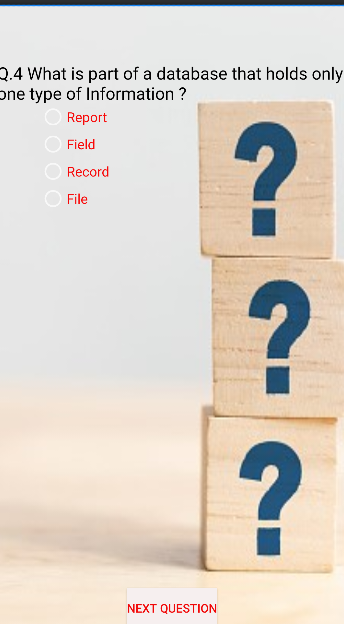 Q.4 What is part of a database that holds only
one type of Information ?
Report
Field
Record
File
?
?
?
NEXT QUESTION